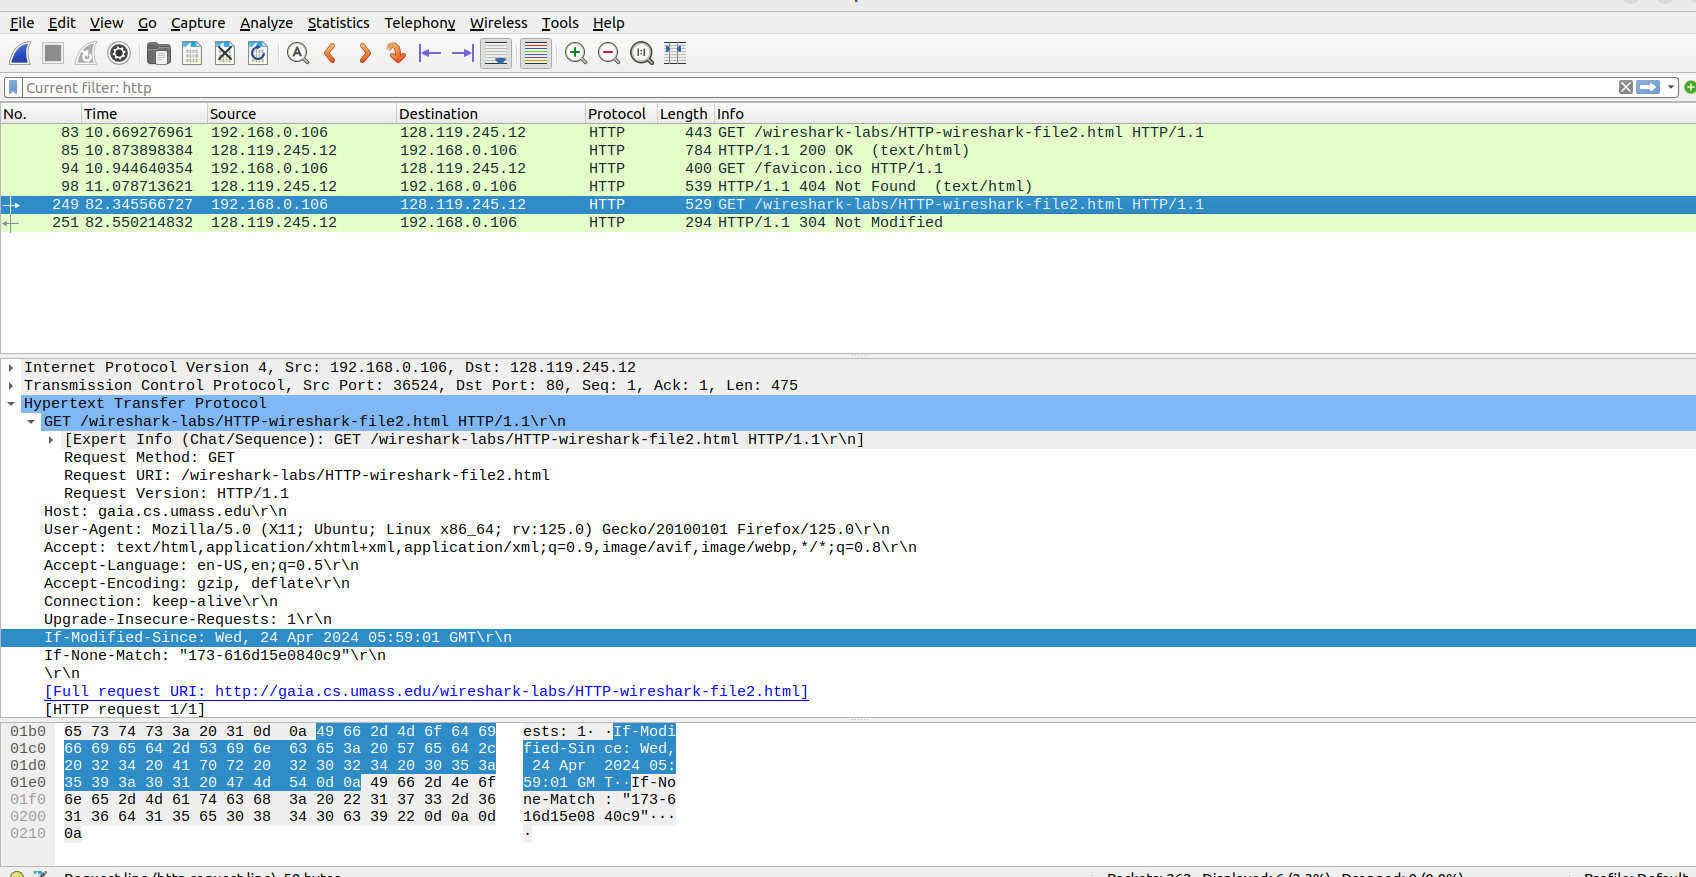 File Edit View Go Capture Analyze Statistics Telephony Wireless Tools Help
Current filter: http
No. Time Source Destination Protocol Length Info
83 10.669276961 192.168.0.106 128.119.245.12 HTTP 443 GET /wireshark-labs/HTTP-wireshark-file2.html HTTP/1.1
85 10.873898384 128.119.245.12 192.168.0.106 HTTP 784 HTTP/1.1 200 OK (text/html)
94 10.944640354 192.168.0.106 128.119.245.12 HTTP 400 GET /favicon.ico HTTP/1.1
98 11.078713621 128.119.245.12 192.168.0.106 HTTP 539 HTTP/1.1 404 Not Found (text/html)
249 82.345566727 192.168.0.106 128.119.245.12 HTTP 529 GET /wireshark-labs/HTTP-wireshark-file2.html HTTP/1.1
251 82.550214832 128.119.245.12 192.168.0.106 HTTP 294 HTTP/1.1 304 Not Modified
Internet Protocol Version 4, Src: 192.168.0.106, Dst: 128.119.245.12
Transmission Control Protocol, Src Port: 36524, Dst Port: 80, Seq: 1, Ack: 1, Len: 475
Hypertext Transfer Protocol
GET /wireshark-labs/HTTP-wireshark-file2.html HTTP/1.1\r\n
[Expert Info (Chat/Sequence): GET /wireshark-labs/HTTP-wireshark-file2.html HTTP/1.1\r\n]
Request Method: GET
Request URI: /wireshark-labs/HTTP-wireshark-file2.html
Request Version: HTTP/1.1
Host: gaia.cs.umass.edu\r\n
User-Agent: Mozilla/5.0 (X11; Ubuntu; Linux x86_64; rv:125.0) Gecko/20100101 Firefox/125.0\r\n
Accept: text/html,application/xhtml+xml,application/xml;q=0.9,image/avif,image/webp,*/*;q=0.8\r\n
Accept-Language: en-US,en;q=0.5\r\n
Accept-Encoding: gzip, deflate\r\n
Connection: keep-alive\r\n
Upgrade-Insecure-Requests: 1\r\n
If-Modified-Since: Wed, 24 Apr 2024 05:59:01 GMT\r\n
If-None-Match: "173-616d15e0840c9"\r\n
\r\n
[Full request URI: http://gaia.cs.umass.edu/wireshark-labs/HTTP-wireshark-file2.html]
[HTTP request 1/1]
01b0 65 73 74 73 3a 20 31 0d 0a 49 66 2d 4d 6f 64 69 ests: 1· ·If-Modi
01c0 66 69 65 64 2d 53 69 6e 63 65 3a 20 57 65 64 2c fied-Sin ce: Wed,
01d0 20 32 34 20 41 70 72 20 32 30 32 34 20 30 35 3a 24 Apr 2024 05:
01e0 35 39 3a 30 31 20 47 4d 54 0d 0a 49 66 2d 4e 6f 59:01 GM T··If-No
01f0 6e 65 2d 4d 61 74 63 68 3a 20 22 31 37 33 2d 36 ne-Match : "173-6
0200 31 36 64 31 35 65 30 38 34 30 63 39 22 0d 0a 0d 16d15e08 40c9"···
0210 0a ·
Request line (http.request.line), 50 bytes Packets: 262 · Displayed: 6 (2.3%) · Dropped: 0 (0.0%) Profile: Default